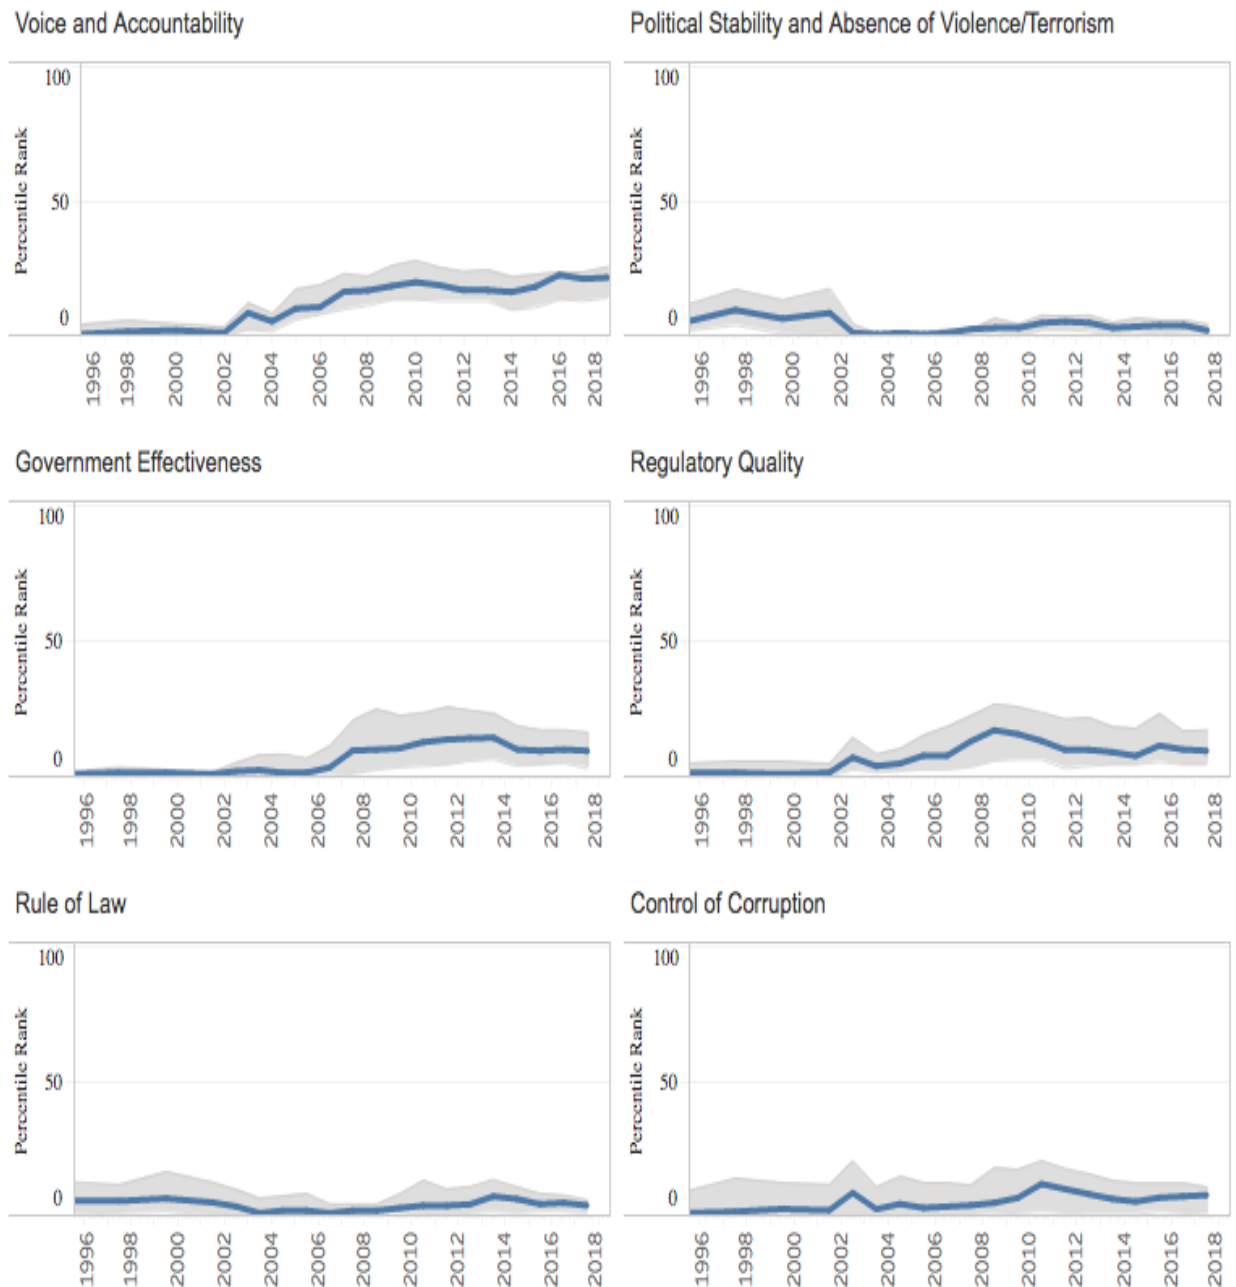 Voice and Accountability
Percentile Rank
100
50
0
1996 1998 2000 2002 2004 2006 2008 2010 2012 2014 2016 2018
Political Stability and Absence of Violence/Terrorism
Percentile Rank
100
50
0
1996 1998 2000 2002 2004 2006 2008 2010 2012 2014 2016 2018
Government Effectiveness
Percentile Rank
100
50
0
1996 1998 2000 2002 2004 2006 2008 2010 2012 2014 2016 2018
Regulatory Quality
Percentile Rank
100
50
0
1996 1998 2000 2002 2004 2006 2008 2010 2012 2014 2016 2018
Rule of Law
Percentile Rank
100
50
0
1996 1998 2000 2002 2004 2006 2008 2010 2012 2014 2016 2018
Control of Corruption
Percentile Rank
100
50
0
1996 1998 2000 2002 2004 2006 2008 2010 2012 2014 2016 2018